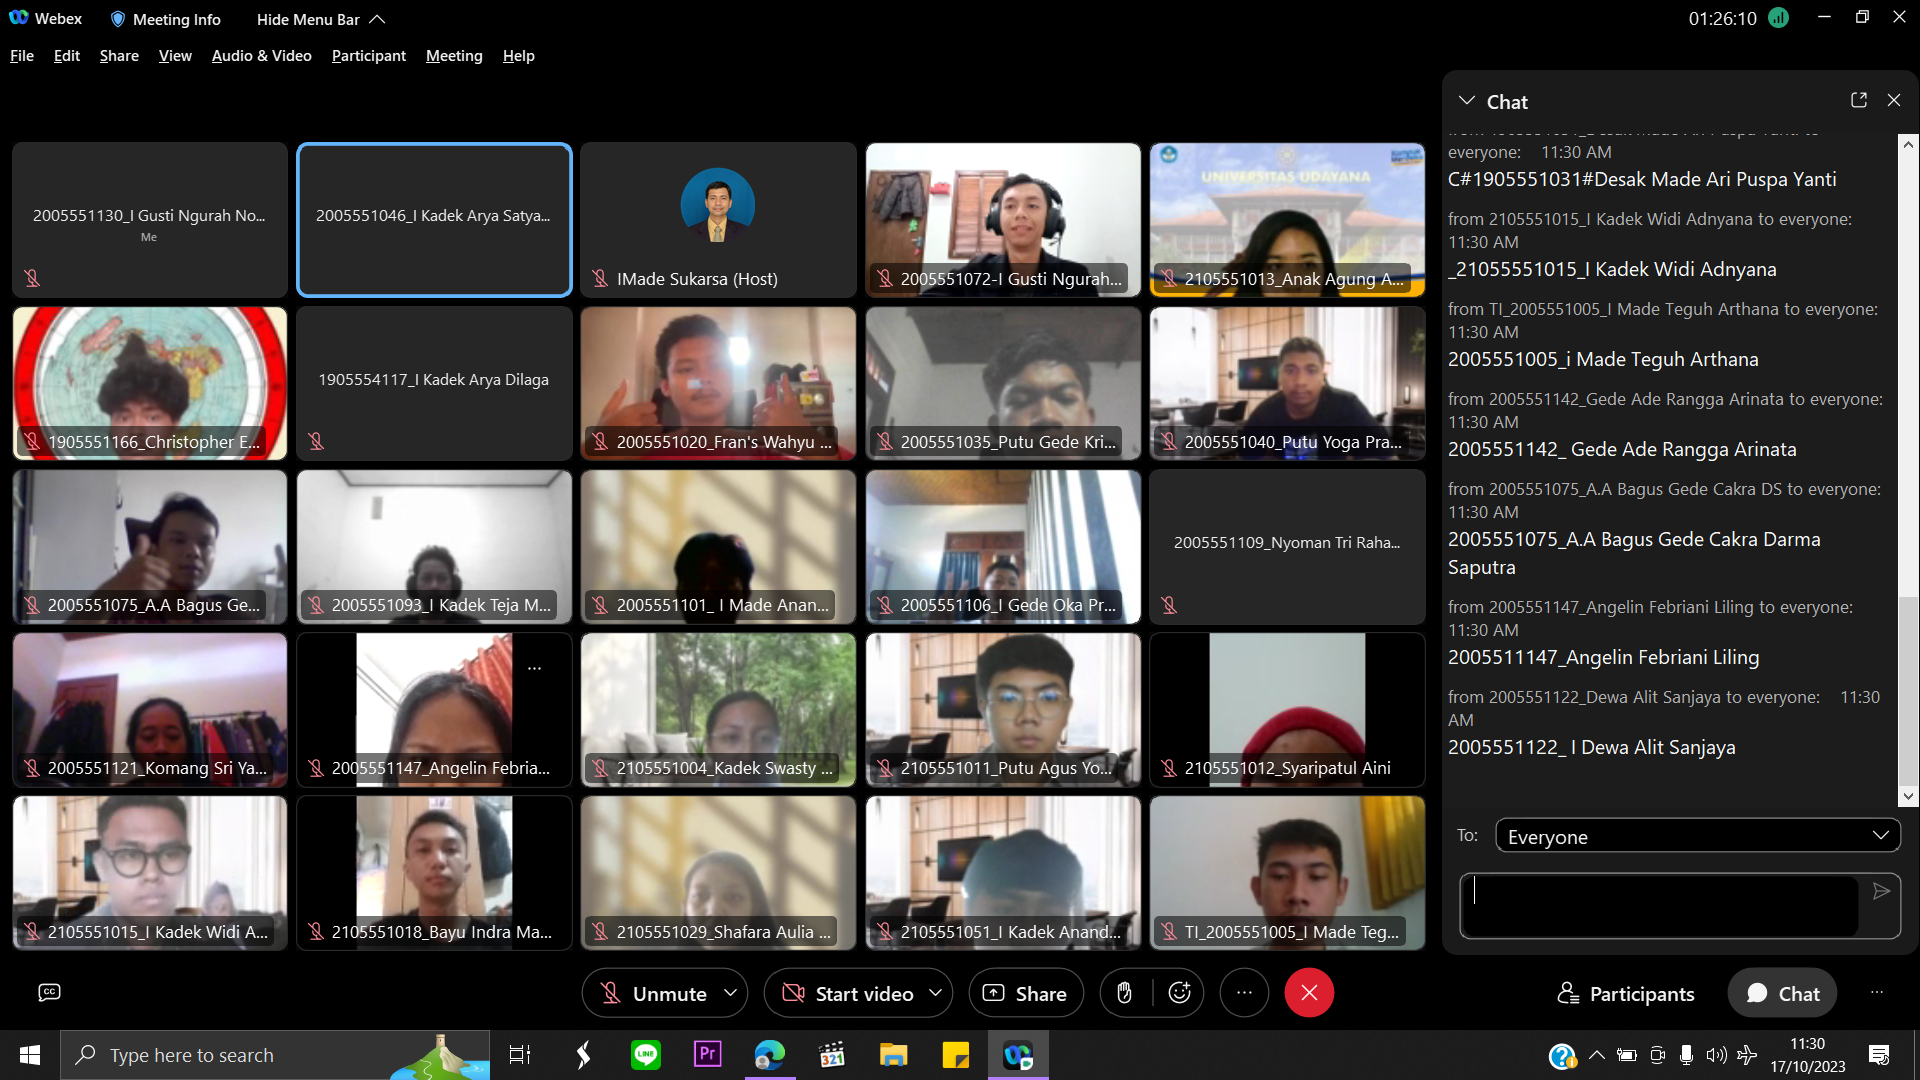 Webex
Meeting Info
Hide Menu Bar
01:26:10
File Edit Share View Audio & Video Participant Meeting Help
2005551130_I Gusti Ngurah No...
Me
2005551046_I Kadek Arya Satya...
IMade Sukarsa (Host)
2005551072-I Gusti Ngurah...
UNIVERSITAS UDAYANA
2105551013_Anak Agung A...
1905551166_Christopher E...
1905554117_I Kadek Arya Dilaga
2005551020_Fran's Wahyu ...
2005551035_Putu Gede Kri...
2005551040_Putu Yoga Pra...
2005551075_A.A Bagus Ge...
2005551093_I Kadek Teja M...
2005551101_ I Made Anan...
2005551106_I Gede Oka Pr...
2005551109_Nyoman Tri Raha...
2005551121_Komang Sri Ya...
2005551147_Angelin Febria...
2105551004_Kadek Swasty ...
2105551011_Putu Agus Yo...
2105551012_Syaripatul Aini
2105551015_I Kadek Widi A...
2105551018_Bayu Indra Ma...
2105551029_Shafara Aulia ...
2105551051_I Kadek Anand...
TI_2005551005_I Made Teg...
Chat
everyone: 11:30 AM
C#1905551031#Desak Made Ari Puspa Yanti
from 2105551015_I Kadek Widi Adnyana to everyone:
11:30 AM
_21055551015_I Kadek Widi Adnyana
from TI_2005551005_I Made Teguh Arthana to everyone:
11:30 AM
2005551005_i Made Teguh Arthana
from 2005551142_Gede Ade Rangga Arinata to everyone:
11:30 AM
2005551142_ Gede Ade Rangga Arinata
from 2005551075_A.A Bagus Gede Cakra DS to everyone:
11:30 AM
2005551075_A.A Bagus Gede Cakra Darma
Saputra
from 2005551147_Angelin Febriani Liling to everyone:
11:30 AM
2005511147_Angelin Febriani Liling
from 2005551122_Dewa Alit Sanjaya to everyone: 11:30
AM
2005551122_ I Dewa Alit Sanjaya
To: Everyone
CC
Unmute
Start video
Share
Participants
Chat
Type here to search
LINE
Pr
321
11:30
17/10/2023